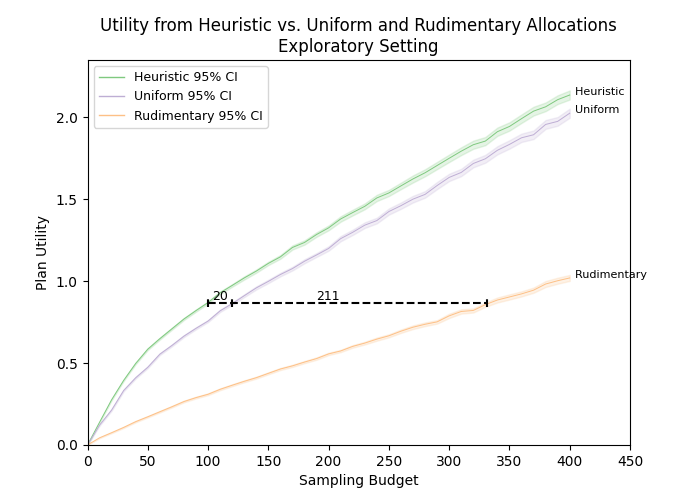 Utility from Heuristic vs. Uniform and Rudimentary Allocations
Exploratory Setting
Heuristic 95% CI
Uniform 95% CI
Rudimentary 95% CI
Heuristic
Uniform
Rudimentary
20
211
Plan Utility
2.0
1.5
1.0
0.5
0.0
0 50 100 150 200 250 300 350 400 450
Sampling Budget